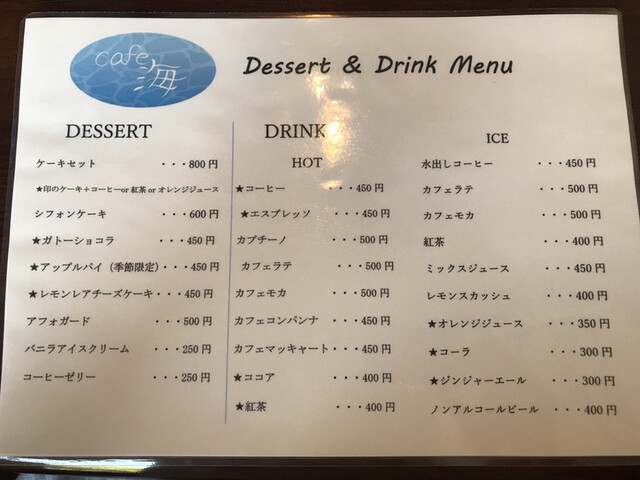 cafe 海
Dessert & Drink Menu
DESSERT
ケーキセット ・・・800円
★印のケーキ＋コーヒーor 紅茶 or オレンジジュース
シフォンケーキ ・・・600円
★ガトーショコラ ・・・450円
★アップルパイ（季節限定）・・・450円
★レモンレアチーズケーキ・・・450円
アフォガード ・・・500円
バニラアイスクリーム ・・・250円
コーヒーゼリー ・・・250円
DRINK
HOT
★コーヒー ・・・450円
★エスプレッソ ・・・450円
カプチーノ ・・・500円
カフェラテ ・・・500円
カフェモカ ・・・500円
カフェコンパンナ ・・・450円
カフェマッキャート・・・450円
★ココア ・・・400円
★紅茶 ・・・400円
ICE
水出しコーヒー ・・・450円
カフェラテ ・・・500円
カフェモカ ・・・500円
紅茶 ・・・400円
ミックスジュース ・・・450円
レモンスカッシュ ・・・400円
★オレンジジュース ・・・350円
★コーラ ・・・300円
★ジンジャーエール ・・・300円
ノンアルコールビール ・・・400円